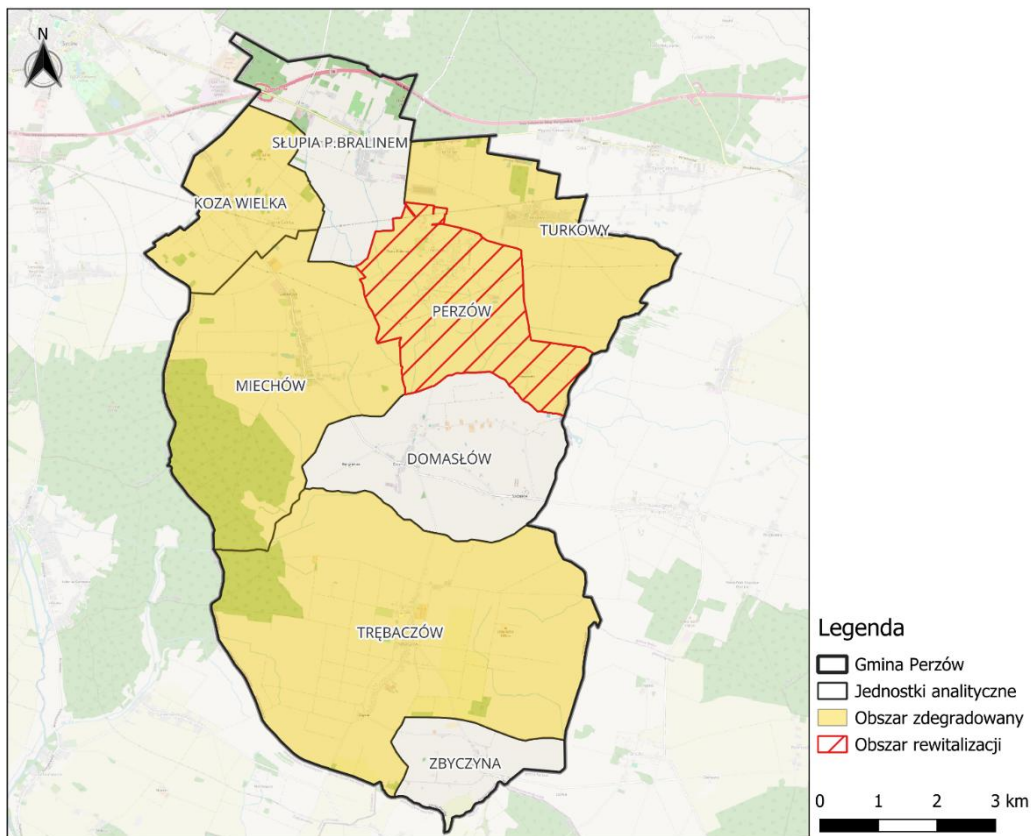 N
SŁUPIA P.BRALINEM
KOZA WIELKA
TURKOWY
PERZÓW
MIECHÓW
DOMASŁÓW
TRĘBACZÓW
ZBYCZYNA
Legenda
Gmina Perzów
Jednostki analityczne
Obszar zdegradowany
Obszar rewitalizacji
0 1 2 3 km